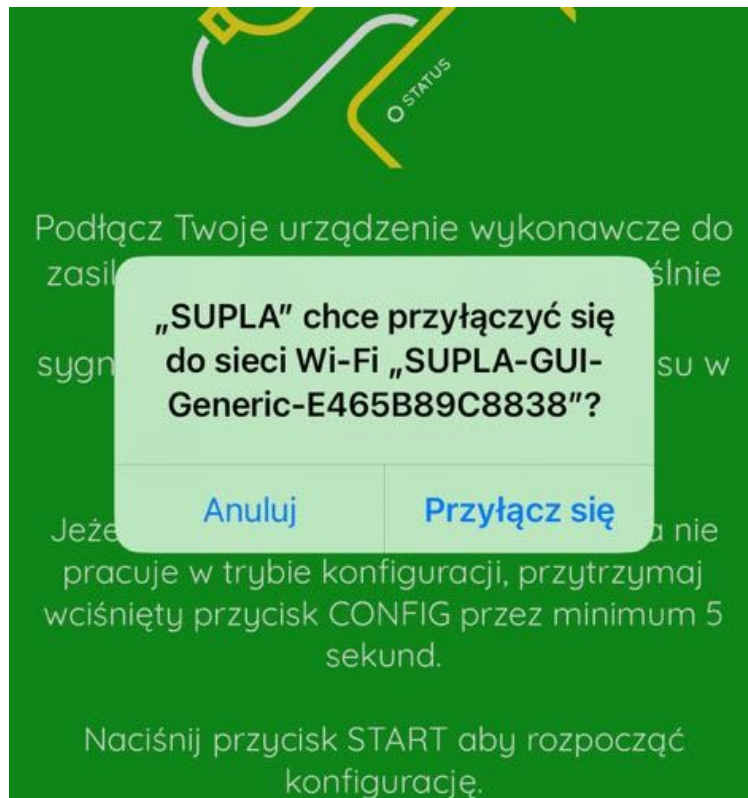 STATUS
Podłącz Twoje urządzenie wykonawcze do
zasil ślnie
„SUPLA” chce przyłączyć się
do sieci Wi-Fi „SUPLA-GUI-
Generic-E465B89C8838”?
sygn su w
Anuluj Przyłącz się
Jeże a nie
pracuje w trybie konfiguracji, przytrzymaj
wciśnięty przycisk CONFIG przez minimum 5
sekund.
Naciśnij przycisk START aby rozpocząć
konfigurację.